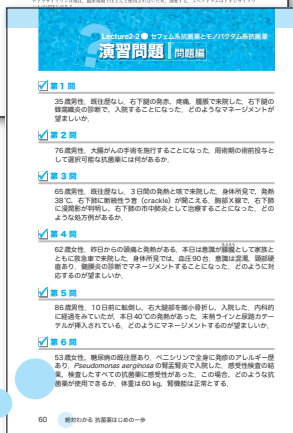 Lecture2-2● セフェム系抗菌薬とモノバクタム系抗菌薬
演習問題 問題編
第1問
35歳男性，既往歴なし，右下腿の発赤，疼痛，腫脹で来院した．右下腿の
蜂窩織炎の診断で，入院することになった．どのようなマネージメントが
望ましいか．
第2問
76歳男性．大腸がんの手術を施行することになった．周術期の術前投与と
して選択可能な抗菌薬には何があるか．
第3問
65歳男性．既往歴なし．3日間の発熱と咳で来院した．身体所見で，発熱
38℃，右下肺に断続性ラ音（crackle）が聞こえる．胸部X線で，右下肺
に浸潤影が判明し，右下肺の市中肺炎として治療することになった．どの
ような処方例があるか．
第4問
62歳女性，昨日からの頭痛と発熱がある．本日は意識が朦朧として家族と
ともに救急車で来院した．身体所見では，血圧90台，意識は混濁，頸部硬
直あり，髄膜炎の診断でマネージメントすることになった．どのように対
応するのが望ましいか．
第5問
86歳男性．10日前に転倒し，右大腿部を微小骨折し，入院した．内科的
に経過をみていたが，本日40℃の発熱があった．末梢ラインと尿路カテー
テルが挿入されている．どのようにマネージメントするのが望ましいか．
第6問
53歳女性，糖尿病の既往歴あり．ペニシリンで全身に発疹のアレルギー歴
あり．Pseudomonas aerginosa の腎盂腎炎で入院した．感受性検査の結
果，検査したすべての抗菌薬に感受性があった．この場合，どのような抗
菌薬が使用できるか．体重は60 kg，腎機能は正常とする．
60 絶対わかる 抗菌薬はじめの一歩